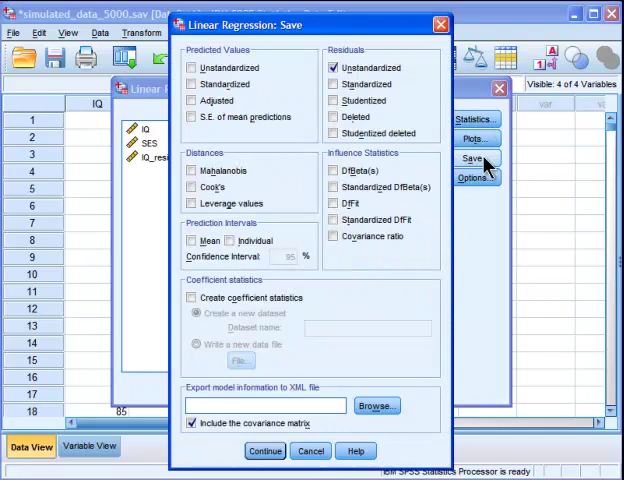 *simulated_data_5000.sav [Da
Linear Regression: Save
File Edit View Data Transform
Visible: 4 of 4 Variables
Linear R
IQ
var
IQ
SES
IQ_resi
Predicted Values
Unstandardized
Standardized
Adjusted
S.E. of mean predictions
Residuals
Unstandardized
Standardized
Studentized
Deleted
Studentized deleted
Distances
Mahalanobis
Cook's
Leverage values
Influence Statistics
DfBeta(s)
Standardized DfBeta(s)
DfFit
Standardized DfFit
Covariance ratio
Prediction Intervals
Mean Individual
Confidence Interval: 95 %
Coefficient statistics
Create coefficient statistics
Create a new dataset
Dataset name:
Write a new data file
File...
Export model information to XML file
Browse...
Include the covariance matrix
Continue Cancel Help
Statistics...
Plots...
Save
Options...
1
2
3
4
5
6
7
8
9
10
11
12
13
14
15
16
17
18 85
Data View Variable View
IBM SPSS Statistics Processor is ready